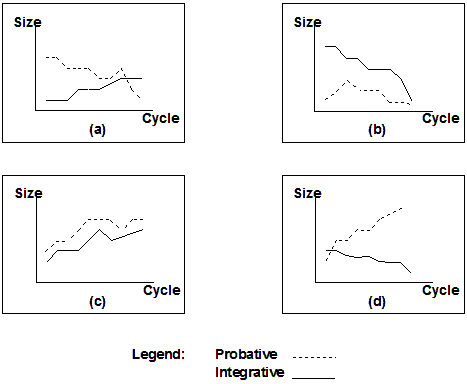 Size
Cycle
(a)
Size
Cycle
(b)
Size
Cycle
(c)
Size
Cycle
(d)
Legend: Probative
Integrative